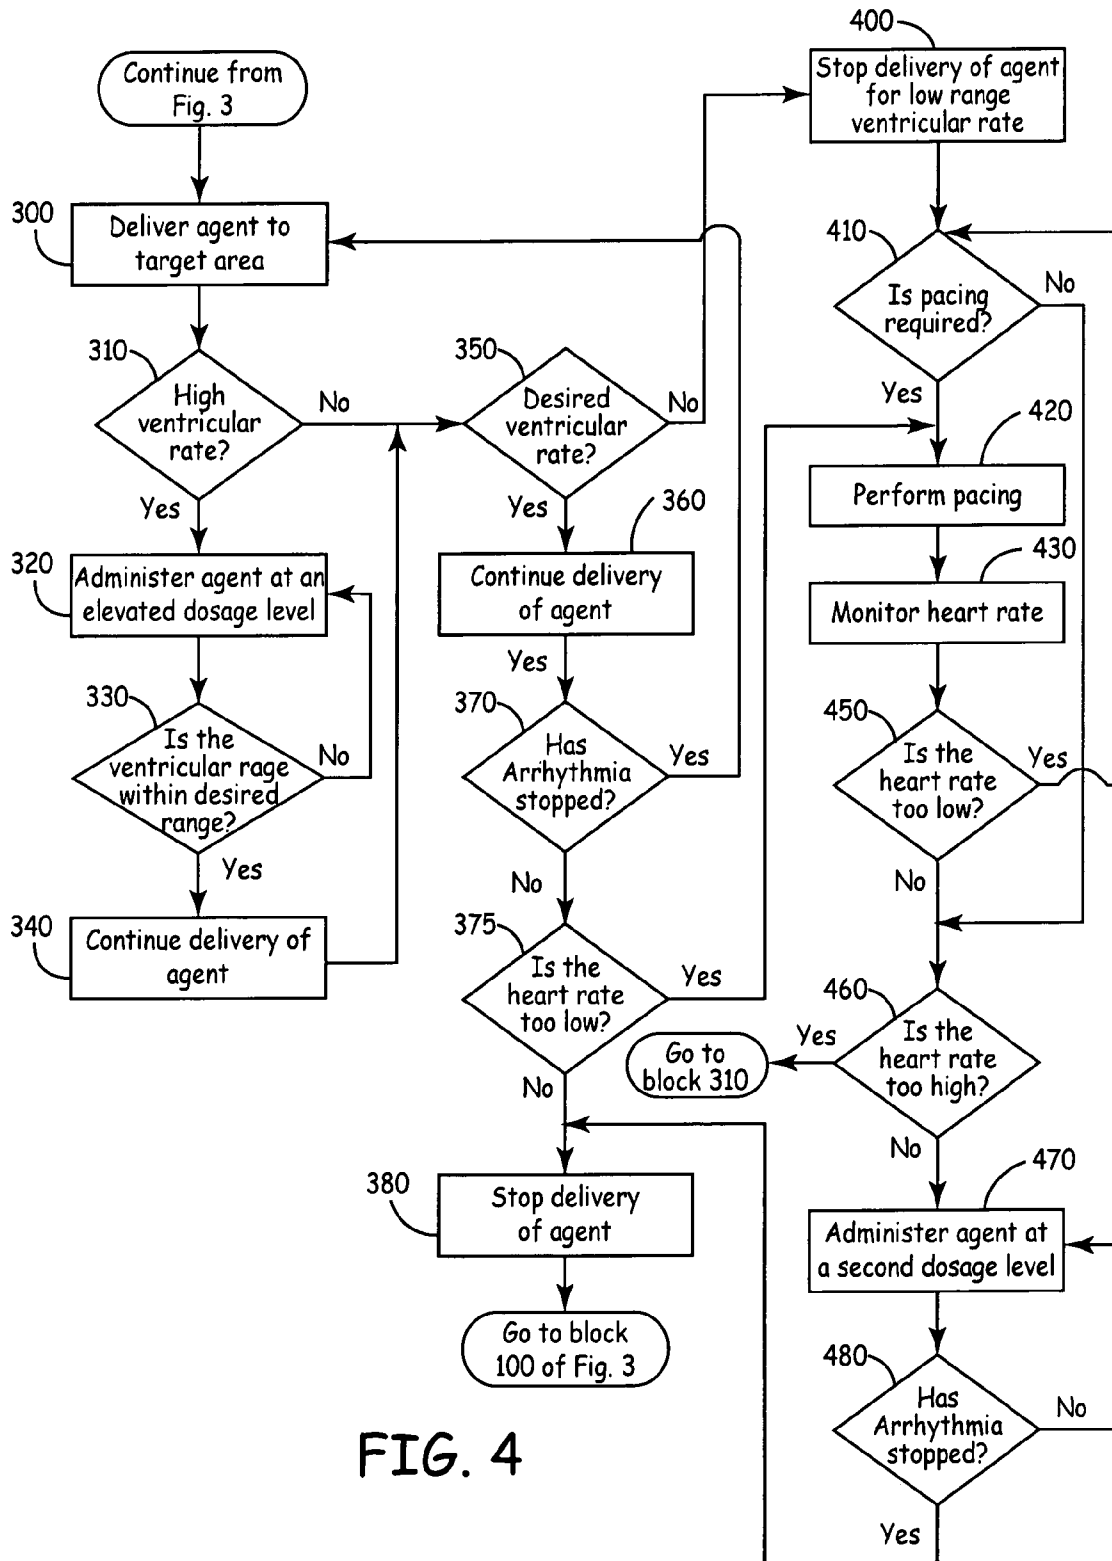 Continue from
Fig. 3
300
Deliver agent to
target area
310
High
ventricular
rate?
No
Yes
320
Administer agent at an
elevated dosage level
330
Is the
ventricular rage
within desired
range?
No
Yes
340
Continue delivery of
agent
350
Desired
ventricular
rate?
No
Yes
360
Continue delivery
of agent
Yes
370
Has
Arrhythmia
stopped?
Yes
No
375
Is the
heart rate
too low?
Yes
No
380
Stop delivery
of agent
Go to block
100 of Fig. 3
400
Stop delivery of agent
for low range
ventricular rate
410
Is pacing
required?
No
Yes
420
Perform pacing
430
Monitor heart rate
450
Is the
heart rate
too low?
Yes
No
460
Is the
heart rate
too high?
Yes
Go to
block 310
No
470
Administer agent at
a second dosage level
480
Has
Arrhythmia
stopped?
No
Yes
FIG. 4